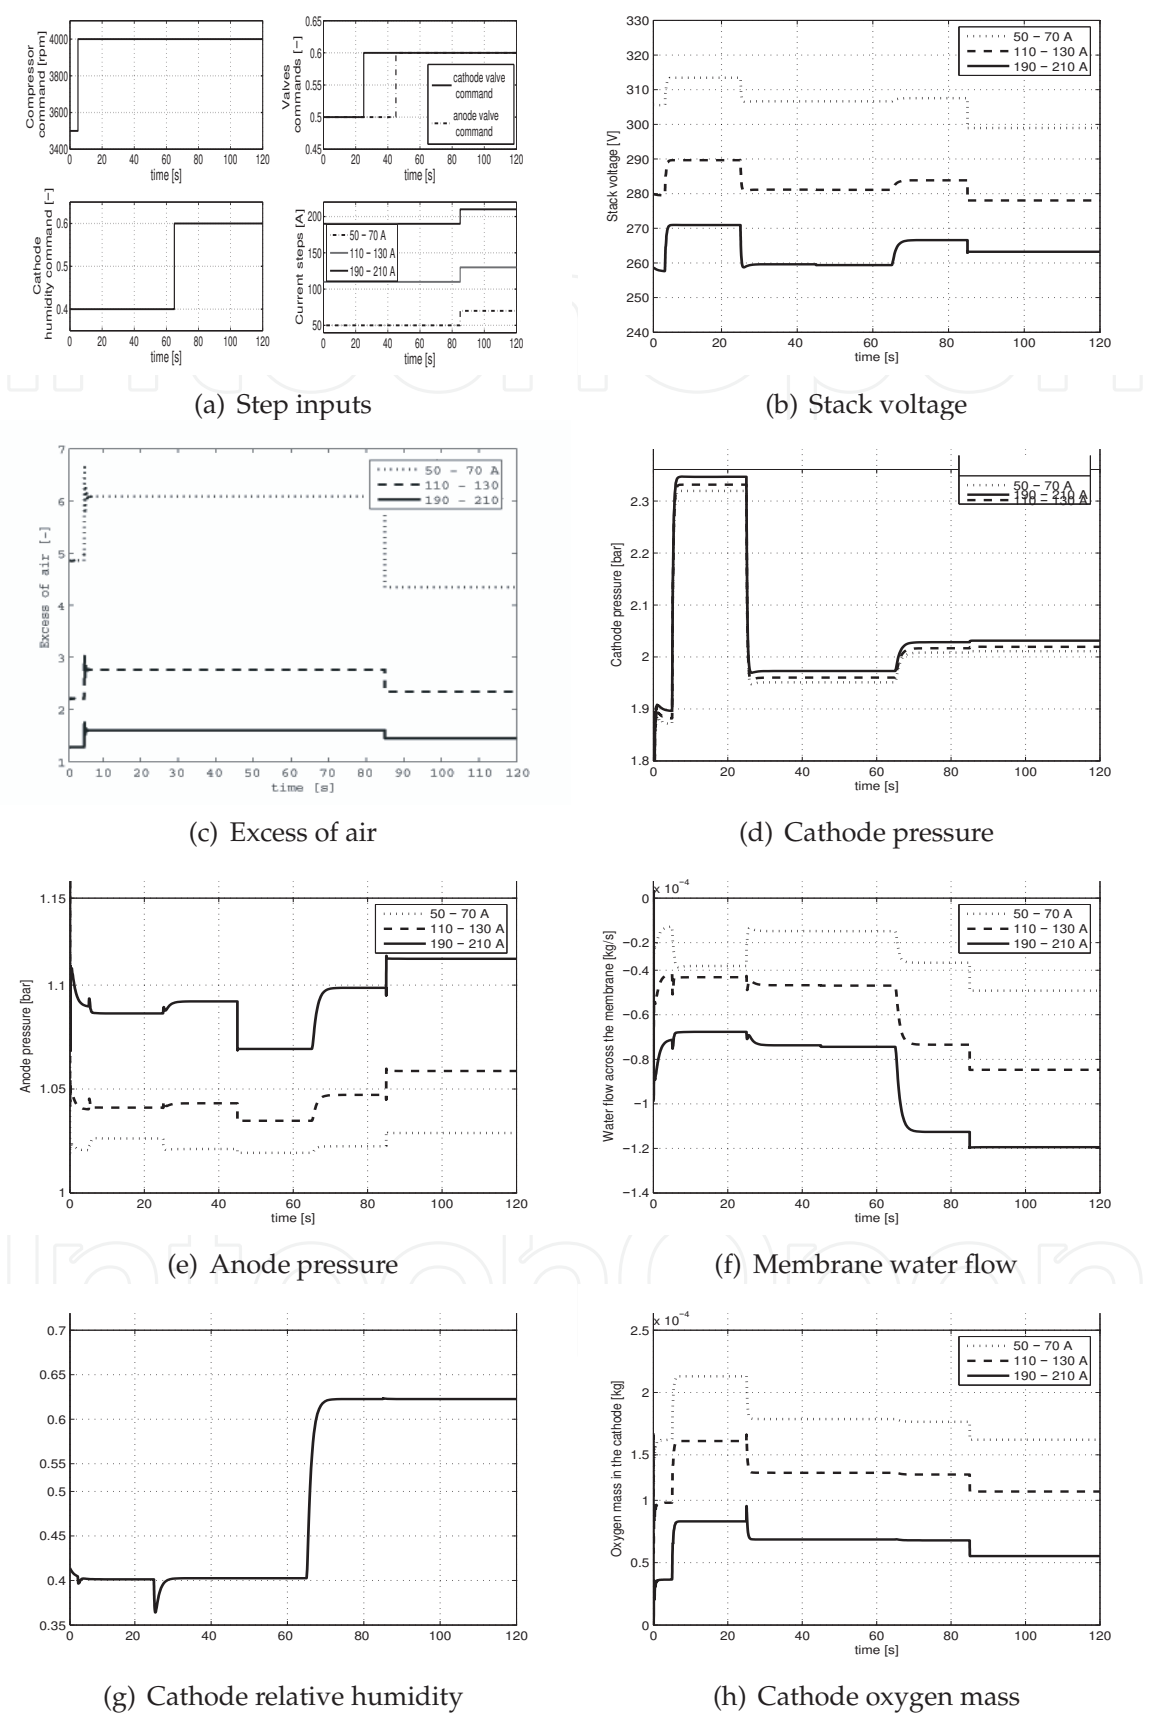 Compressor
command [rpm]
4000
3800
3600
3400
0 20 40 60 80 100 120
time [s]
Valves
commands [−]
0.65
0.6
0.55
0.5
0.45
cathode valve
command
anode valve
command
0 20 40 60 80 100 120
time [s]
Cathode
humidity command [−]
0.6
0.5
0.4
0 20 40 60 80 100 120
time [s]
Current steps [A]
200
150
100
50
50 − 70 A
110 − 130 A
190 − 210 A
0 20 40 60 80 100 120
time [s]
(a) Step inputs
Stack voltage [V]
330
320
310
300
290
280
270
260
250
240
50 − 70 A
110 − 130 A
190 − 210 A
0 20 40 60 80 100 120
time [s]
(b) Stack voltage
Excess of air [-]
7
6
5
4
3
2
1
50 - 70 A
110 - 130
190 - 210
0 10 20 30 40 50 60 70 80 90 100 110 120
time [s]
(c) Excess of air
Cathode pressure [bar]
2.3
2.2
2.1
2
1.9
1.8
50 − 70 A
190 − 210 A
110 − 130 A
0 20 40 60 80 100 120
time [s]
(d) Cathode pressure
Anode pressure [bar]
1.15
1.1
1.05
1
50 − 70 A
110 − 130 A
190 − 210 A
0 20 40 60 80 100 120
time [s]
(e) Anode pressure
Water flow across the membrane [kg/s]
x 10⁻⁴
0
−0.2
−0.4
−0.6
−0.8
−1
−1.2
−1.4
50 − 70 A
110 − 130 A
190 − 210 A
0 20 40 60 80 100 120
time [s]
(f) Membrane water flow
0.7
0.65
0.6
0.55
0.5
0.45
0.4
0.35
0 20 40 60 80 100 120
(g) Cathode relative humidity
Oxygen mass in the cathode [kg]
x 10⁻⁴
2.5
2
1.5
1
0.5
0
50 − 70 A
110 − 130 A
190 − 210 A
0 20 40 60 80 100 120
time [s]
(h) Cathode oxygen mass